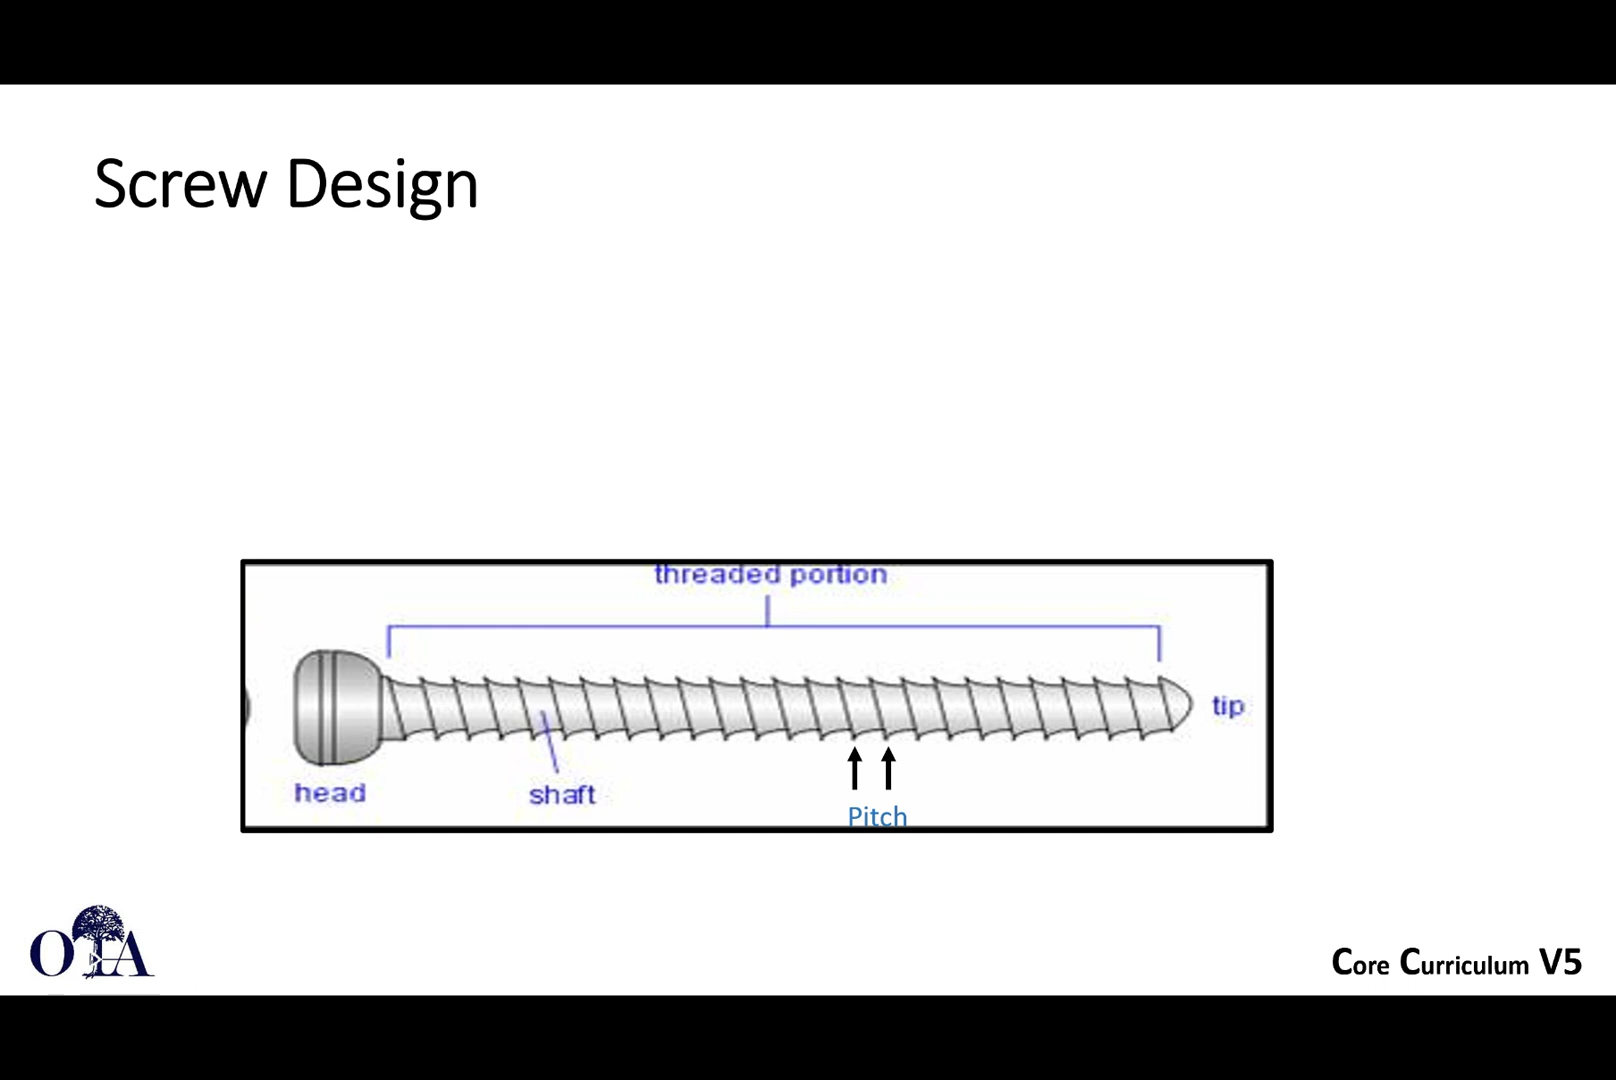 Screw Design
threaded portion
tip
head
shaft
Pitch
OTA
Core Curriculum V5